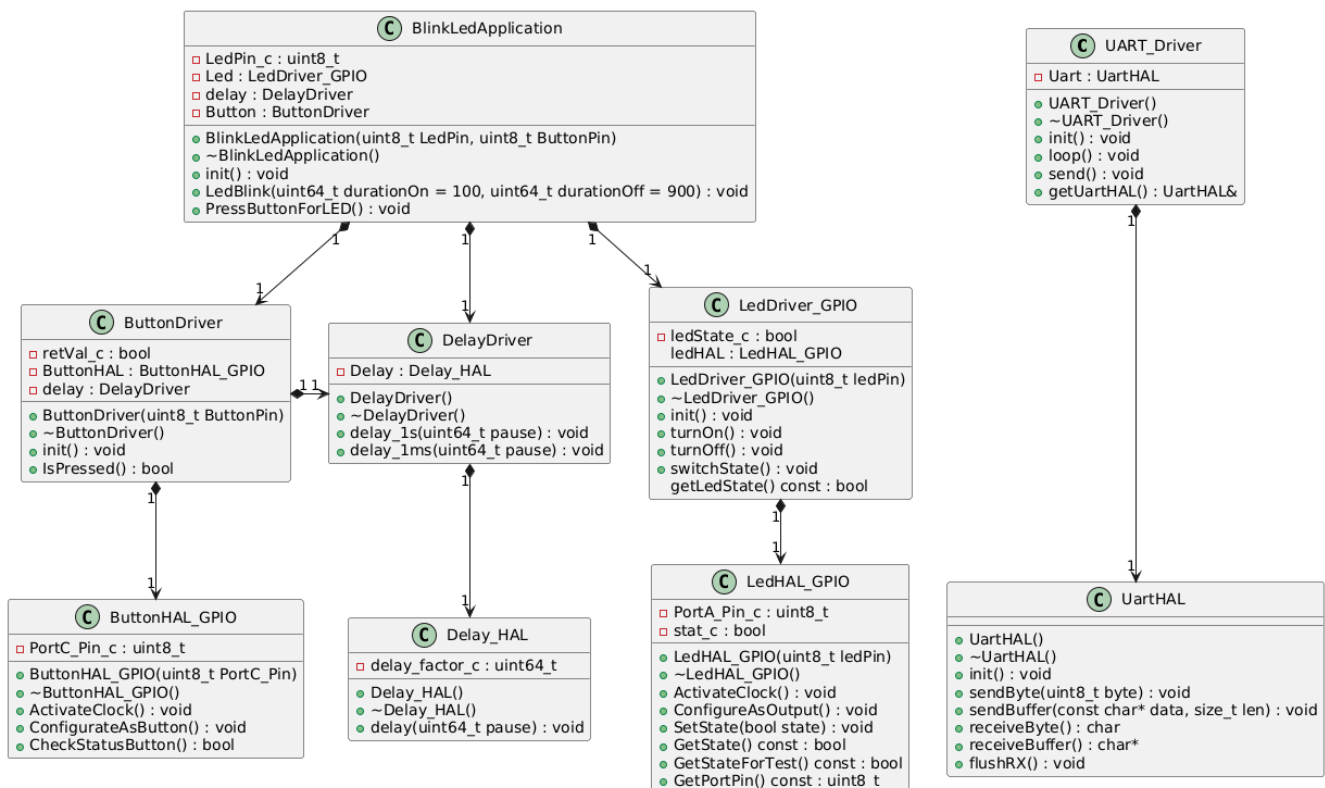 C BlinkLedApplication
LedPin_c : uint8_t
Led : LedDriver_GPIO
delay : DelayDriver
Button : ButtonDriver
BlinkLedApplication(uint8_t LedPin, uint8_t ButtonPin)
~BlinkLedApplication()
init() : void
LedBlink(uint64_t durationOn = 100, uint64_t durationOff = 900) : void
PressButtonForLED() : void
C UART_Driver
Uart : UartHAL
UART_Driver()
~UART_Driver()
init() : void
loop() : void
send() : void
getUartHAL() : UartHAL&
1
1
1
1
1
1
1
C ButtonDriver
retVal_c : bool
ButtonHAL : ButtonHAL_GPIO
delay : DelayDriver
ButtonDriver(uint8_t ButtonPin)
~ButtonDriver()
init() : void
IsPressed() : bool
1 1
C DelayDriver
Delay : Delay_HAL
DelayDriver()
~DelayDriver()
delay_1s(uint64_t pause) : void
delay_1ms(uint64_t pause) : void
C LedDriver_GPIO
ledState_c : bool
ledHAL : LedHAL_GPIO
LedDriver_GPIO(uint8_t ledPin)
~LedDriver_GPIO()
init() : void
turnOn() : void
turnOff() : void
switchState() : void
getLedState() const : bool
1
1
1
1
1
1
1
C ButtonHAL_GPIO
PortC_Pin_c : uint8_t
ButtonHAL_GPIO(uint8_t PortC_Pin)
~ButtonHAL_GPIO()
ActivateClock() : void
ConfigurateAsButton() : void
CheckStatusButton() : bool
C Delay_HAL
delay_factor_c : uint64_t
Delay_HAL()
~Delay_HAL()
delay(uint64_t pause) : void
C LedHAL_GPIO
PortA_Pin_c : uint8_t
stat_c : bool
LedHAL_GPIO(uint8_t ledPin)
~LedHAL_GPIO()
ActivateClock() : void
ConfigureAsOutput() : void
SetState(bool state) : void
GetState() const : bool
GetStateForTest() const : bool
GetPortPin() const : uint8_t
C UartHAL
UartHAL()
~UartHAL()
init() : void
sendByte(uint8_t byte) : void
sendBuffer(const char* data, size_t len) : void
receiveByte() : char
receiveBuffer() : char*
flushRX() : void